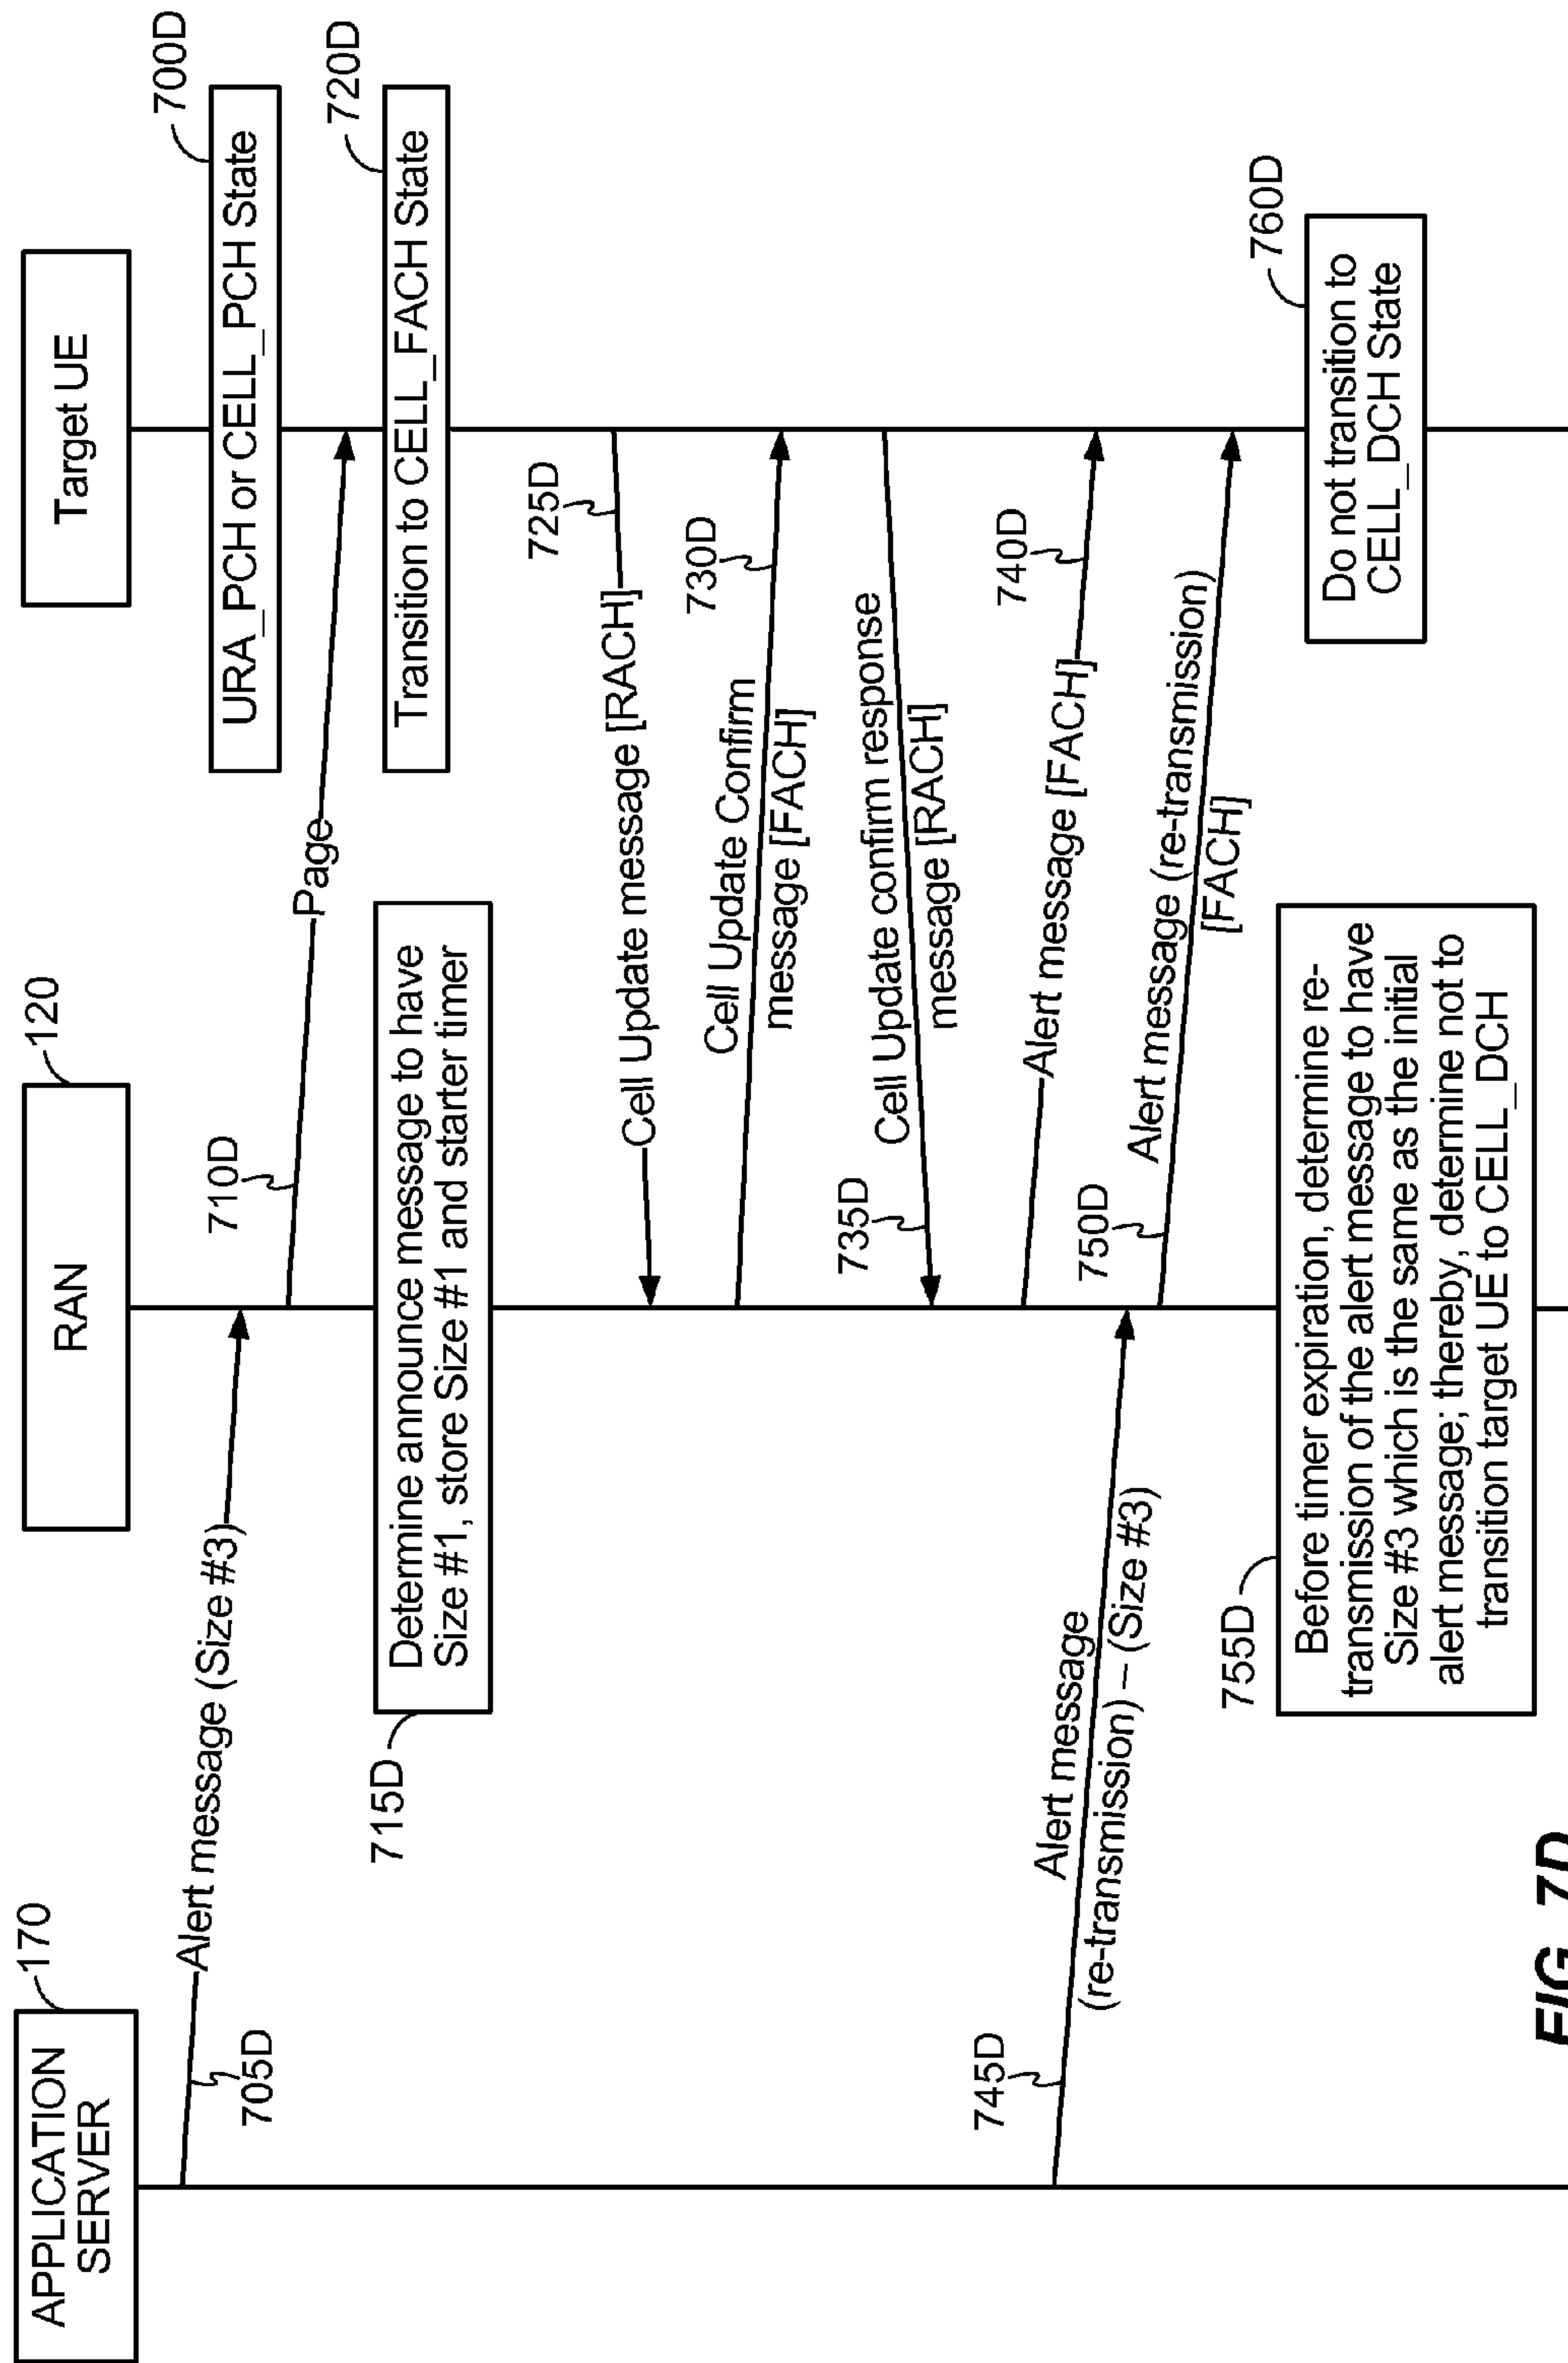 APPLICATION
SERVER
170
RAN
120
Target UE
URA_PCH or CELL_PCH State
700D
Alert message (Size #3)
705D
710D
Page
Determine announce message to have
Size #1, store Size #1 and starter timer
715D
Transition to CELL_FACH State
720D
725D
Cell Update message [RACH]
Cell Update Confirm
message [FACH]
730D
735D
Cell Update confirm response
message [RACH]
Alert message [FACH]
740D
745D
Alert message
(re-transmission) – (Size #3)
750D
Alert message (re-transmission)
[FACH]
755D
Before timer expiration, determine re-
transmission of the alert message to have
Size #3 which is the same as the initial
alert message; thereby, determine not to
transition target UE to CELL_DCH
Do not transition to
CELL_DCH State
760D
FIG. 7D